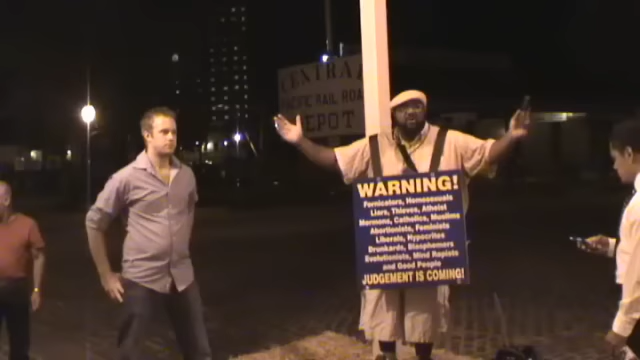 CENTRAL
PACIFIC RAIL ROAD
DEPOT
WARNING!
Fornicators, Homosexuals
Liars, Thieves, Atheist
Mormons, Catholics, Muslims
Abortionists, Feminists
Liberals, Hypocrites
Drunkards, Blasphemers
Evolutionists, Mind Rapists
and Good People
JUDGEMENT IS COMING!